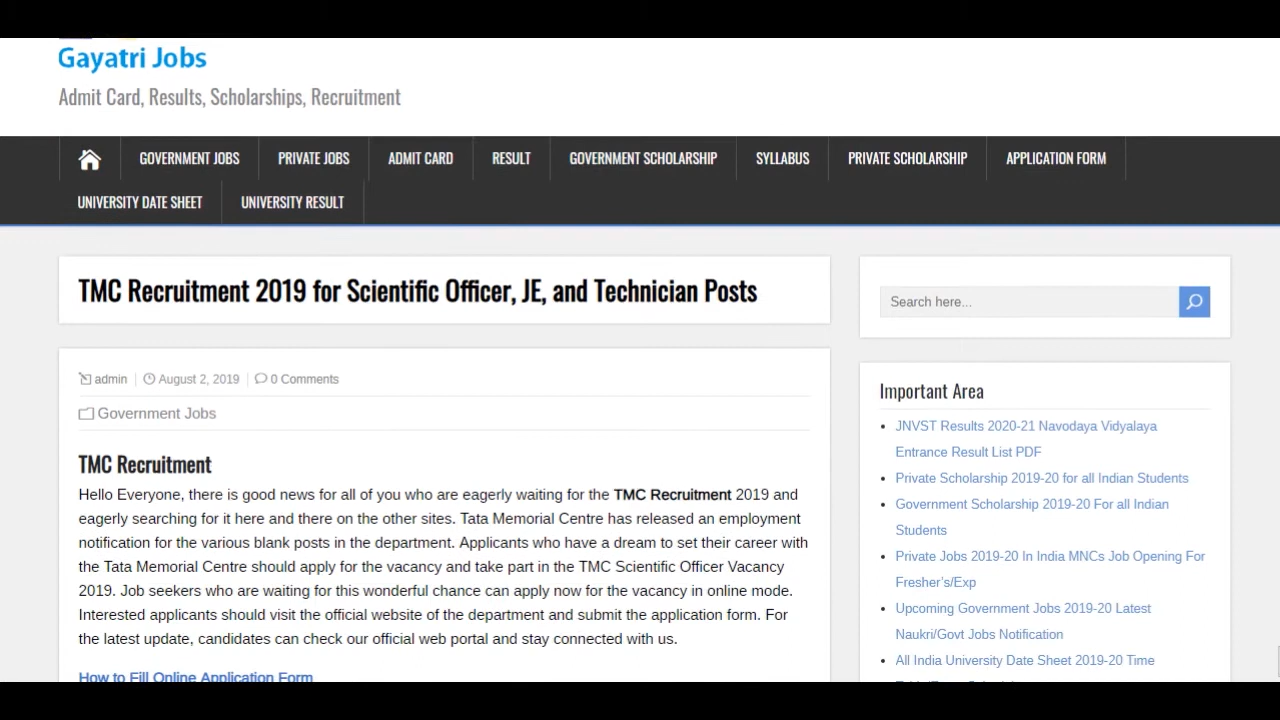 Gayatri Jobs
Admit Card, Results, Scholarships, Recruitment
GOVERNMENT JOBS PRIVATE JOBS ADMIT CARD RESULT GOVERNMENT SCHOLARSHIP SYLLABUS PRIVATE SCHOLARSHIP APPLICATION FORM
UNIVERSITY DATE SHEET UNIVERSITY RESULT
TMC Recruitment 2019 for Scientific Officer, JE, and Technician Posts
admin August 2, 2019 0 Comments
Government Jobs
TMC Recruitment
Hello Everyone, there is good news for all of you who are eagerly waiting for the TMC Recruitment 2019 and
eagerly searching for it here and there on the other sites. Tata Memorial Centre has released an employment
notification for the various blank posts in the department. Applicants who have a dream to set their career with
the Tata Memorial Centre should apply for the vacancy and take part in the TMC Scientific Officer Vacancy
2019. Job seekers who are waiting for this wonderful chance can apply now for the vacancy in online mode.
Interested applicants should visit the official website of the department and submit the application form. For
the latest update, candidates can check our official web portal and stay connected with us.
How to Fill Online Application Form
Search here...
Important Area
JNVST Results 2020-21 Navodaya Vidyalaya
Entrance Result List PDF
Private Scholarship 2019-20 for all Indian Students
Government Scholarship 2019-20 For all Indian
Students
Private Jobs 2019-20 In India MNCs Job Opening For
Fresher's/Exp
Upcoming Government Jobs 2019-20 Latest
Naukri/Govt Jobs Notification
All India University Date Sheet 2019-20 Time